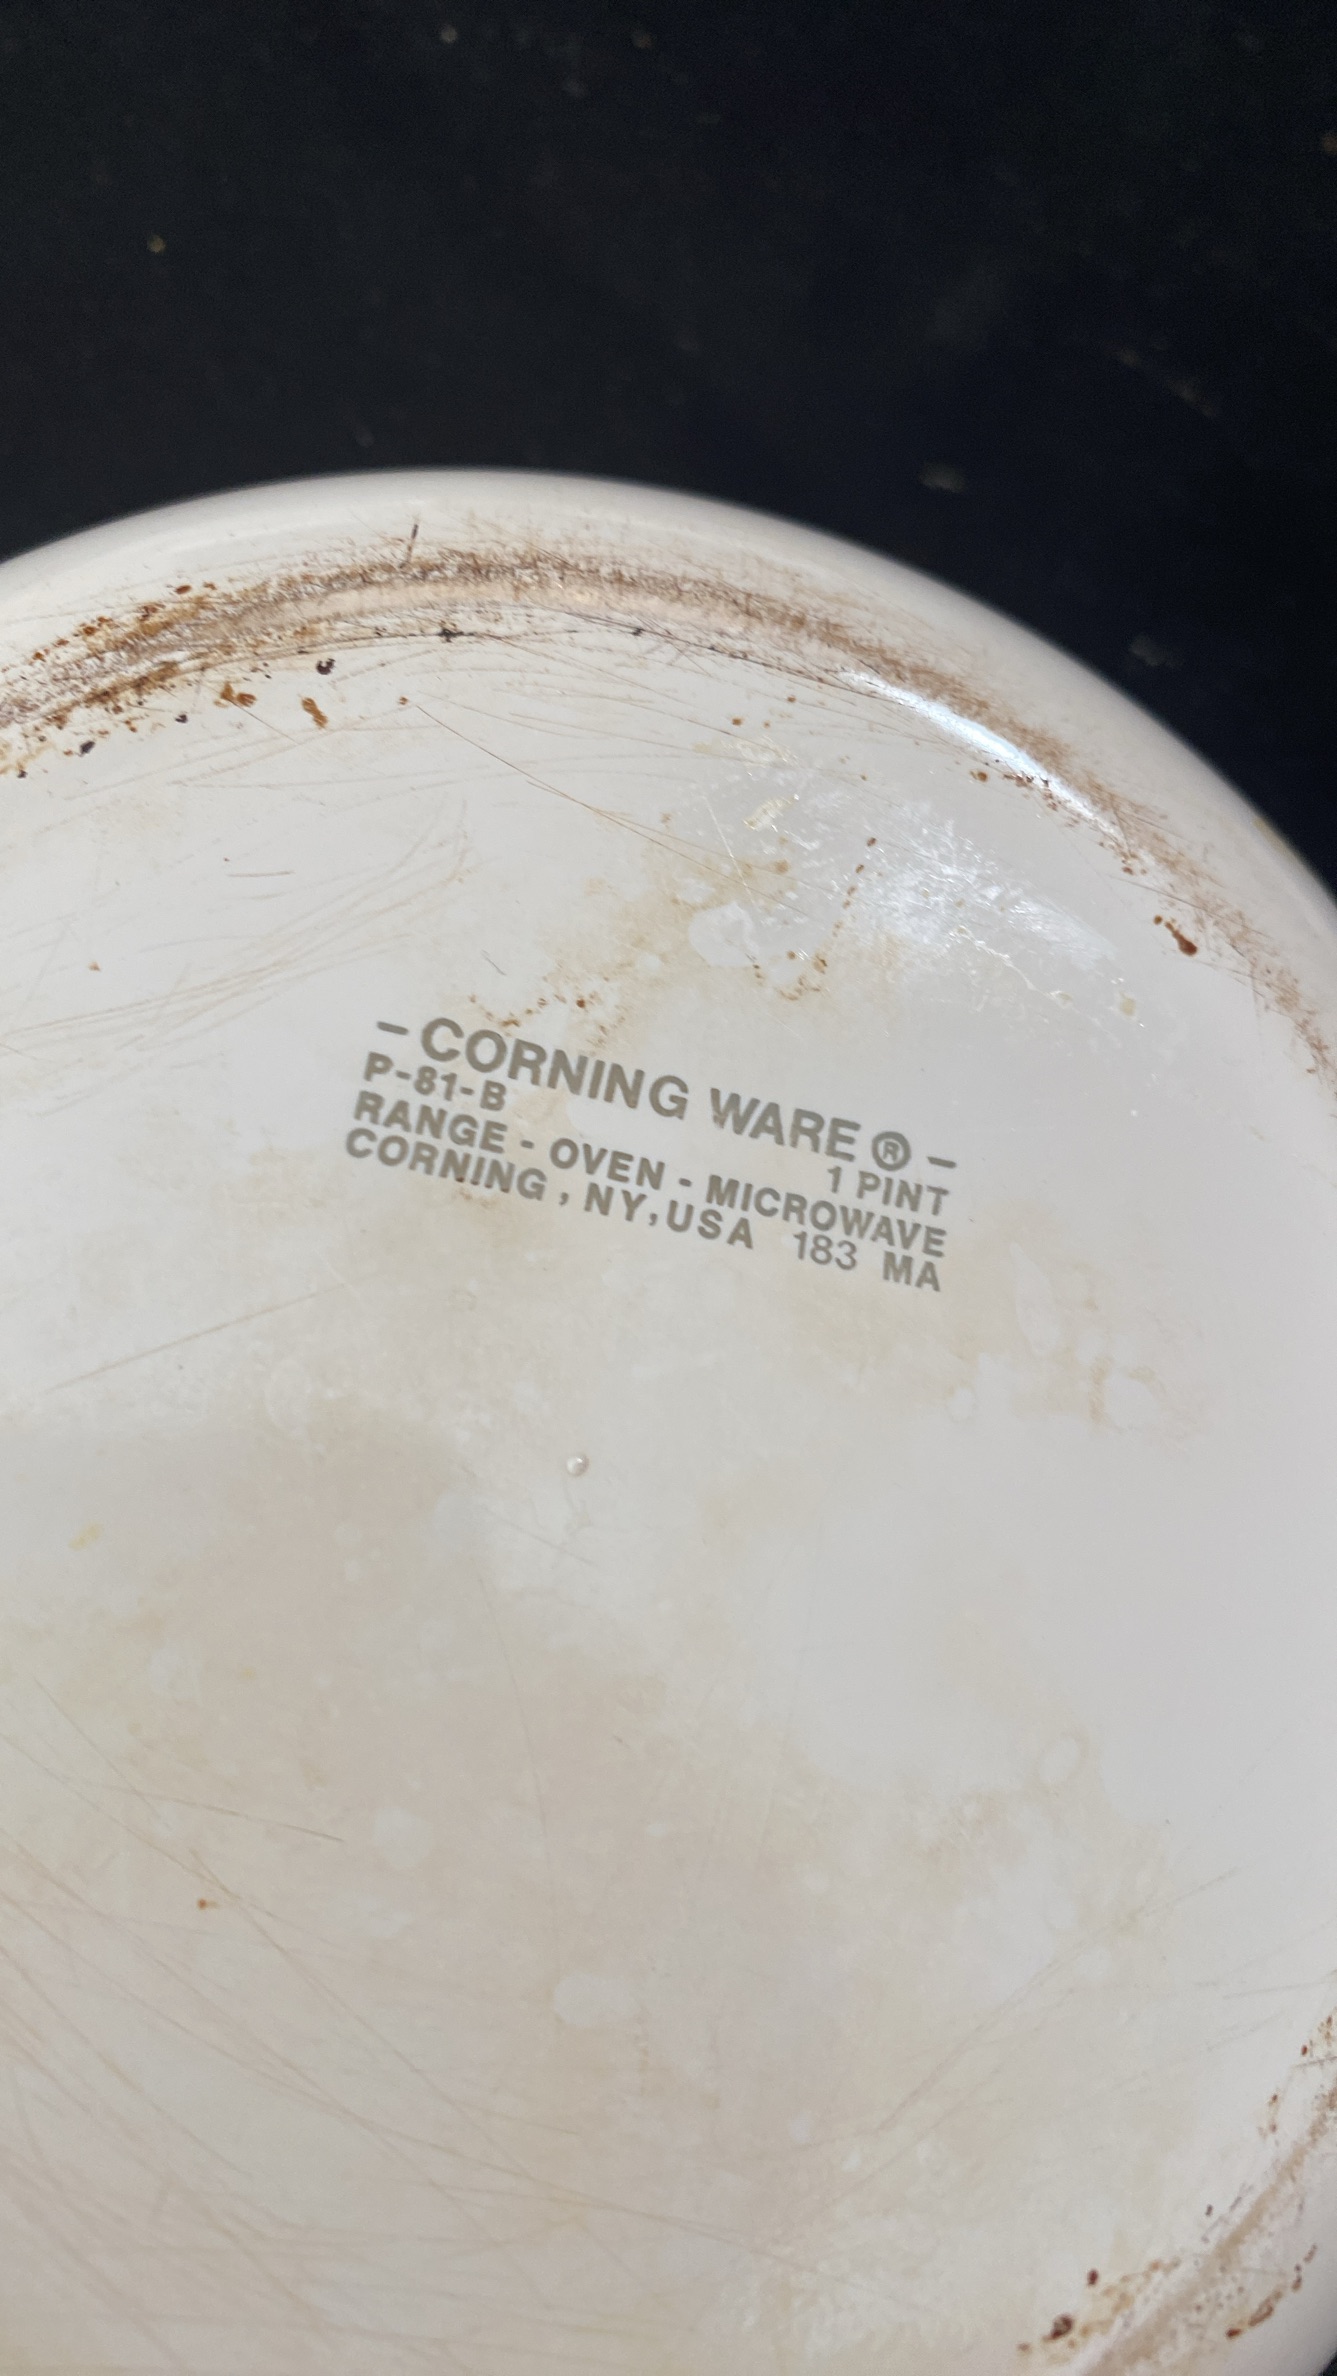 – CORNING WARE ® –
P-81-B 1 PINT
RANGE - OVEN - MICROWAVE
CORNING , NY, USA 183 MA